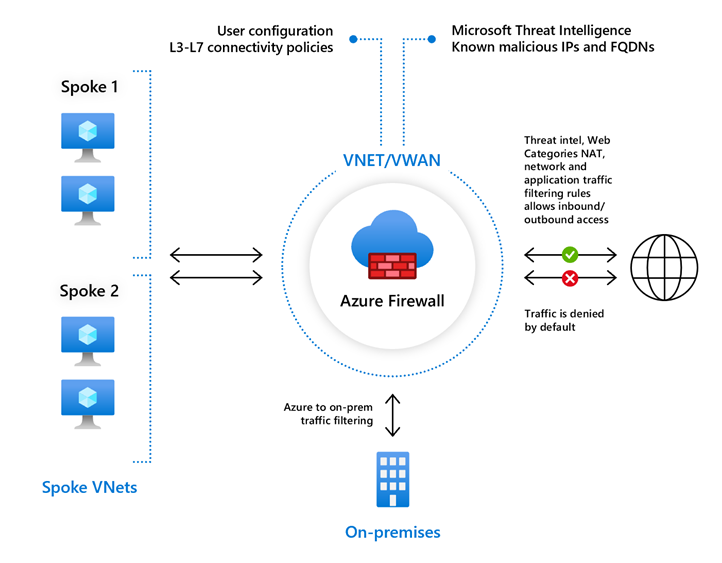 User configuration
L3-L7 connectivity policies
Microsoft Threat Intelligence
Known malicious IPs and FQDNs
Spoke 1
VNET/VWAN
Threat intel, Web
Categories NAT,
network and
application traffic
filtering rules
allows inbound/
outbound access
Spoke 2
Azure Firewall
Traffic is denied
by default
Azure to on-prem
traffic filtering
Spoke VNets
On-premises